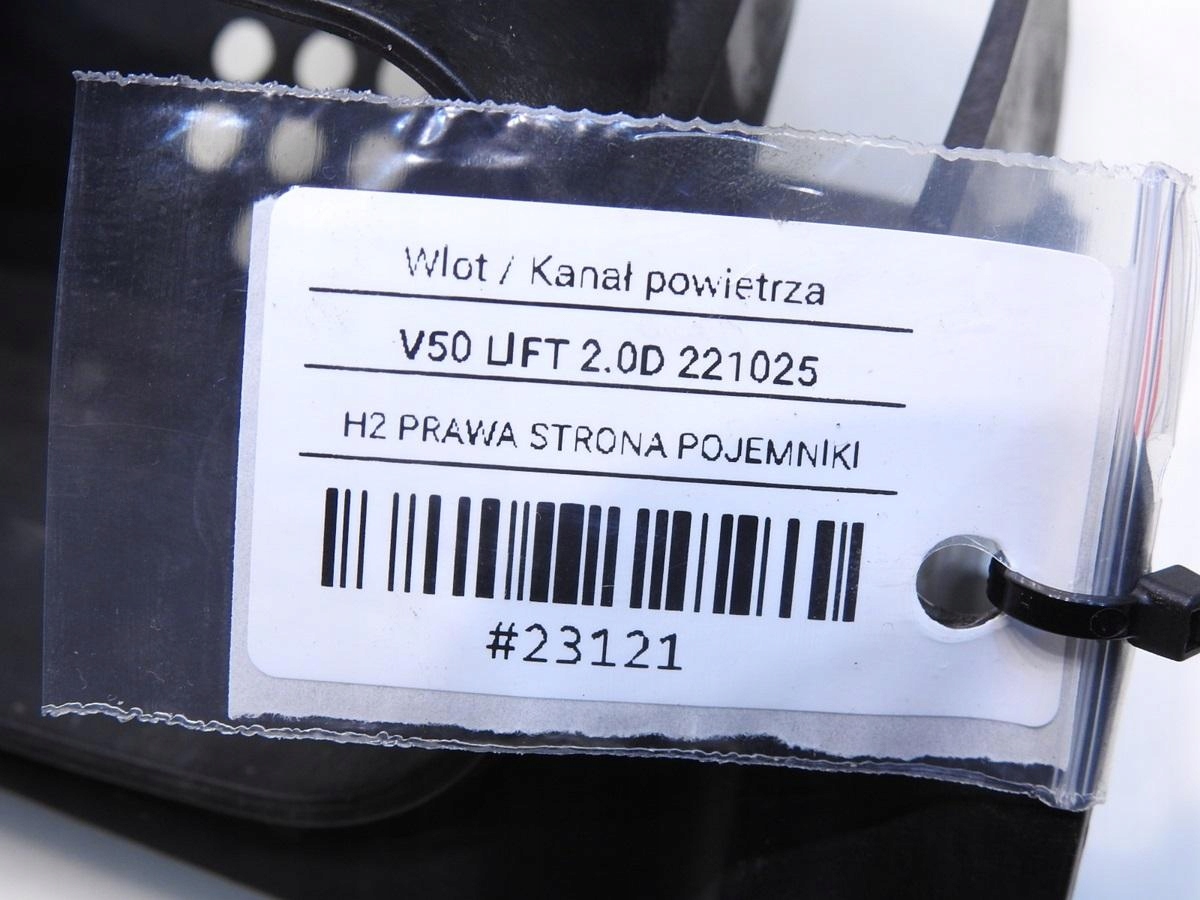 Wlot / Kanał powietrza
V50 LIFT 2.0D 221025
H2 PRAWA STRONA POJEMNIKI
#23121